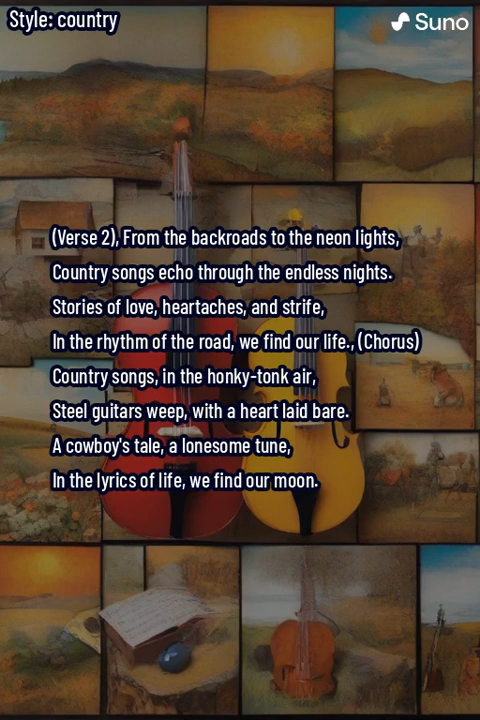 Style: country
Suno
(Verse 2), From the backroads to the neon lights,
Country songs echo through the endless nights.
Stories of love, heartaches, and strife,
In the rhythm of the road, we find our life., (Chorus)
Country songs, in the honky-tonk air,
Steel guitars weep, with a heart laid bare.
A cowboy's tale, a lonesome tune,
In the lyrics of life, we find our moon.